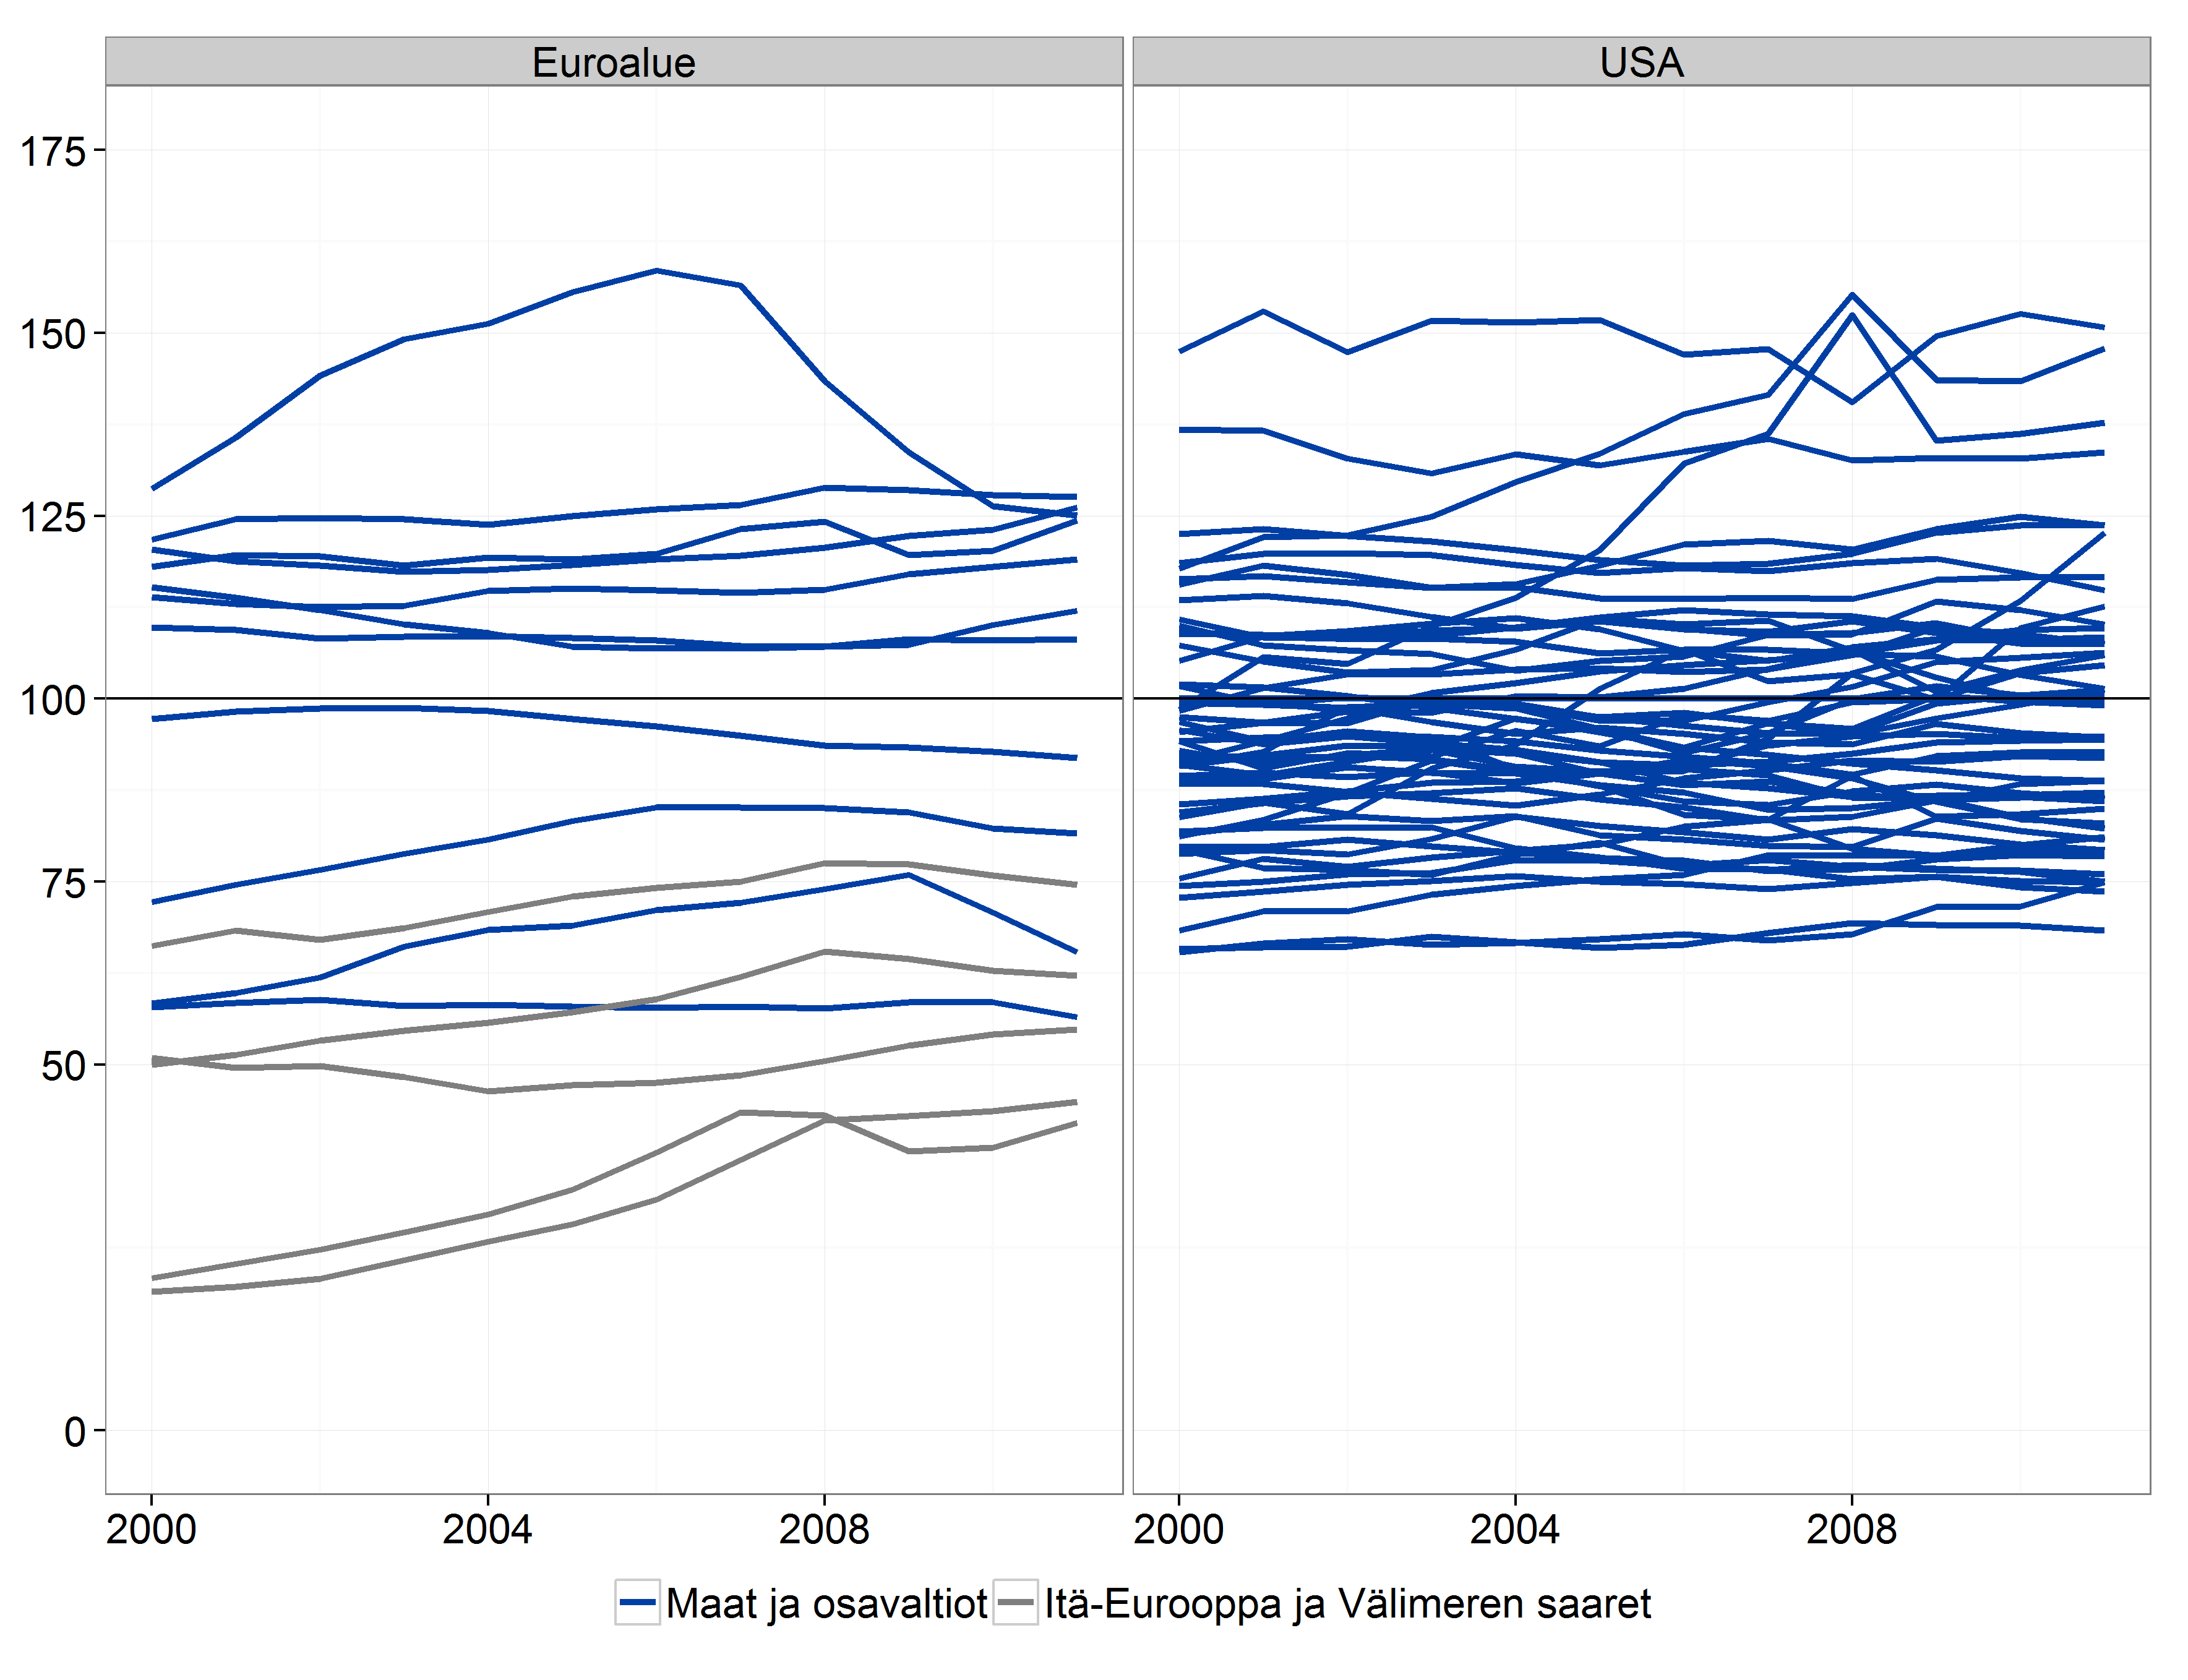 Euroalue
USA
175
150
125
100
75
50
0
2000 2004 2008
2000 2004 2008
Maat ja osavaltiot
Itä-Eurooppa ja Välimeren saaret